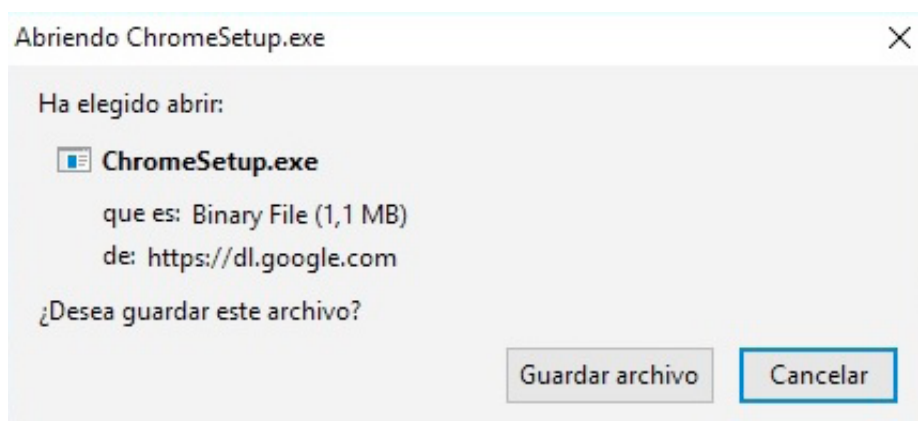 Abriendo ChromeSetup.exe
Ha elegido abrir:
ChromeSetup.exe
que es: Binary File (1,1 MB)
de: https://dl.google.com
¿Desea guardar este archivo?
Guardar archivo Cancelar